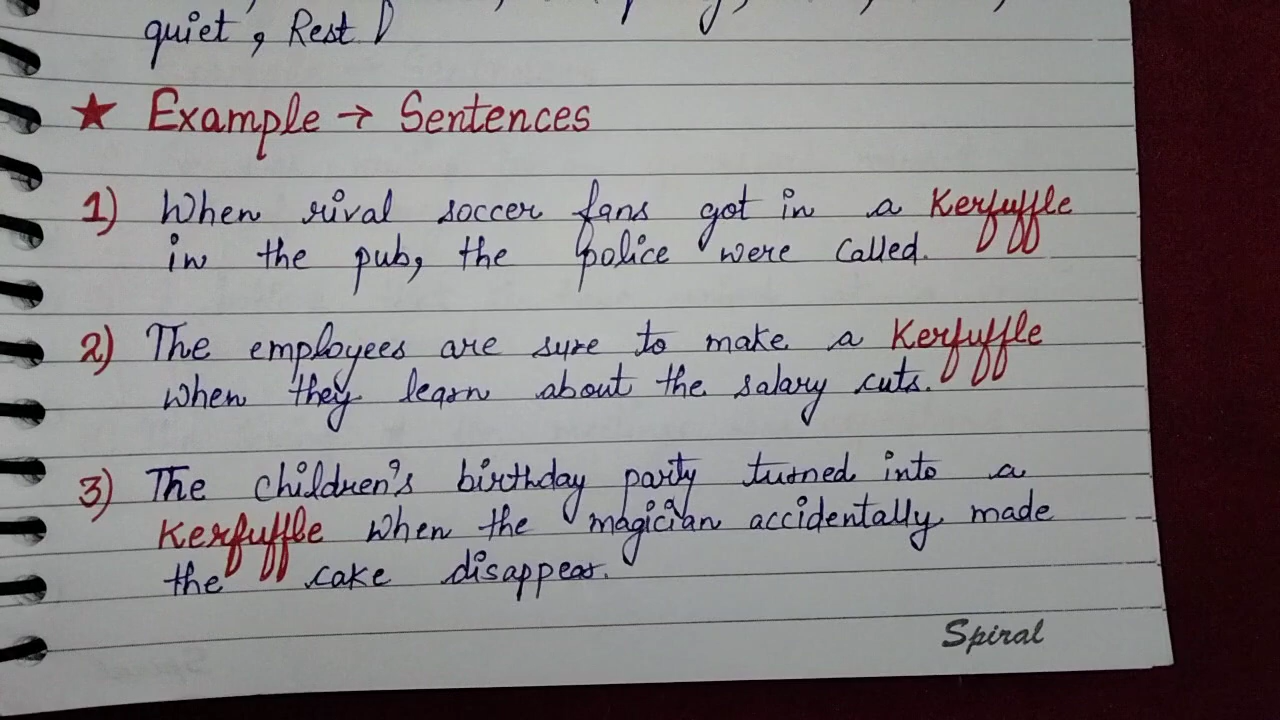 quiet, Rest D
★ Example → Sentences
1) When rival soccer fans got in a Kerfuffle
in the pub, the police were called.
2) The employees are sure to make a Kerfuffle
when they learn about the salary cuts.
3) The children's birthday party turned into a
Kerfuffle when the magician accidentally made
the cake disappear.
Spiral